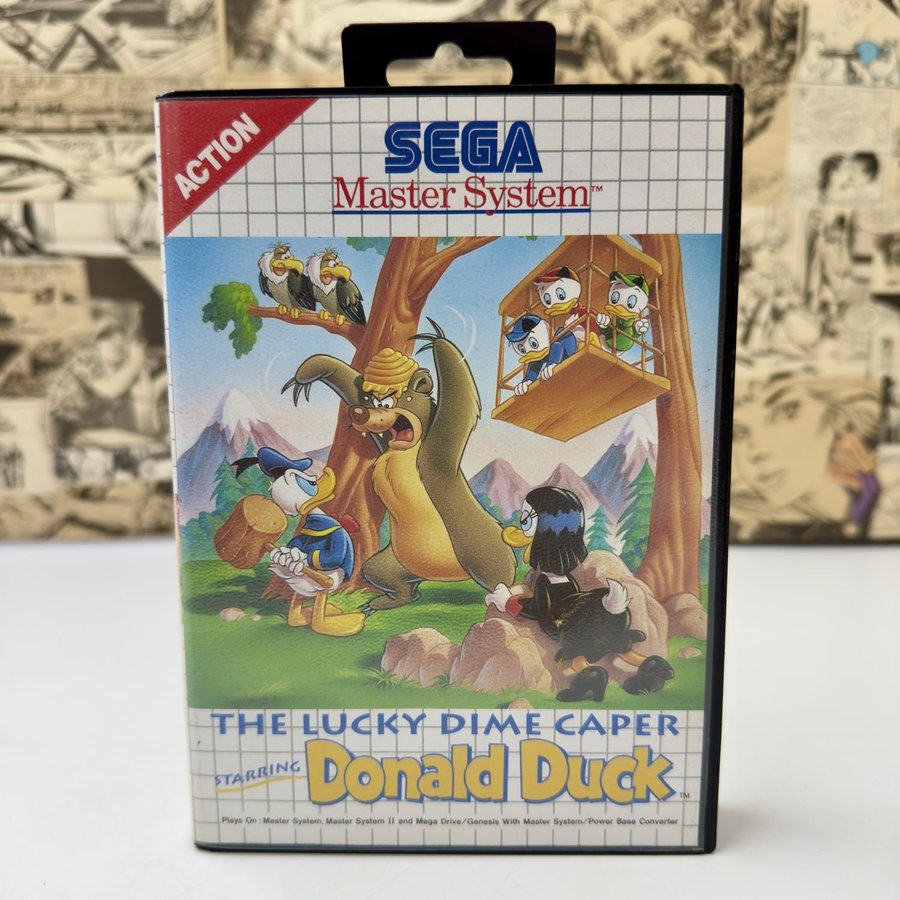 ACTION
SEGA
Master System™
THE LUCKY DIME CAPER
STARRING Donald Duck™
Plays On : Master System, Master System II and Mega Drive/Genesis With Master System/Power Base Converter